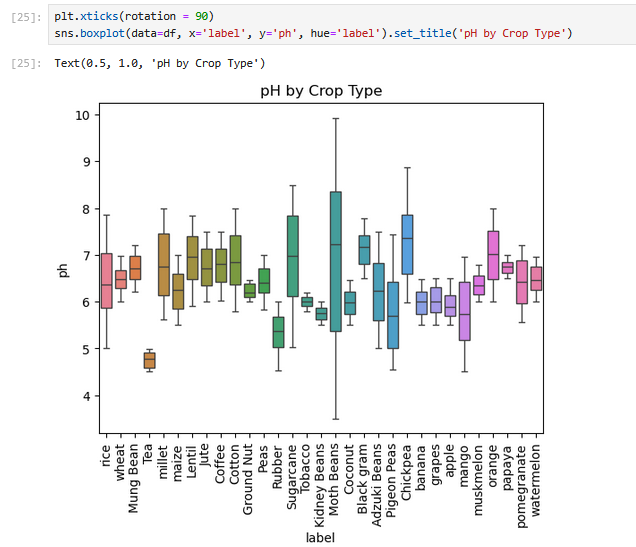 [25]: plt.xticks(rotation = 90)
sns.boxplot(data=df, x='label', y='ph', hue='label').set_title('pH by Crop Type')
[25]: Text(0.5, 1.0, 'pH by Crop Type')
pH by Crop Type
10
9
8
7
6
5
4
ph
rice
wheat
Mung Bean
Tea
millet
maize
Lentil
Jute
Coffee
Cotton
Ground Nut
Peas
Rubber
Sugarcane
Tobacco
Kidney Beans
Moth Beans
Coconut
Black gram
Adzuki Beans
Pigeon Peas
Chickpea
banana
grapes
apple
mango
muskmelon
orange
papaya
pomegranate
watermelon
label